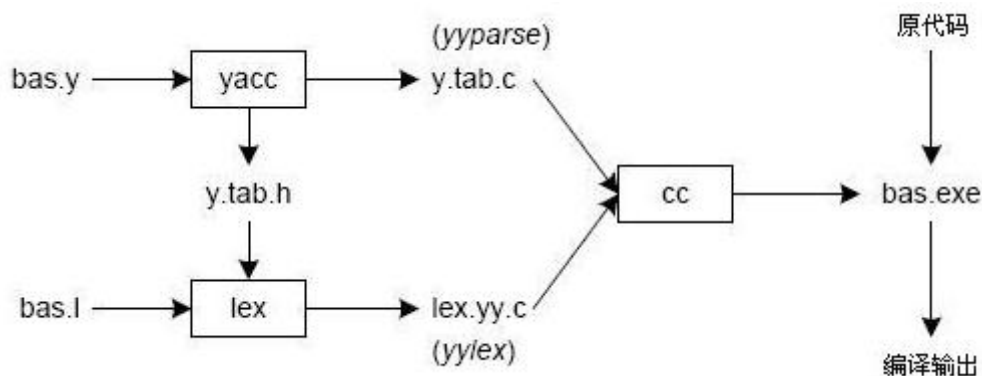 (yyparse)
原代码
bas.y
yacc
y.tab.c
y.tab.h
cc
bas.exe
bas.l
lex
lex.yy.c
(yylex)
编译输出